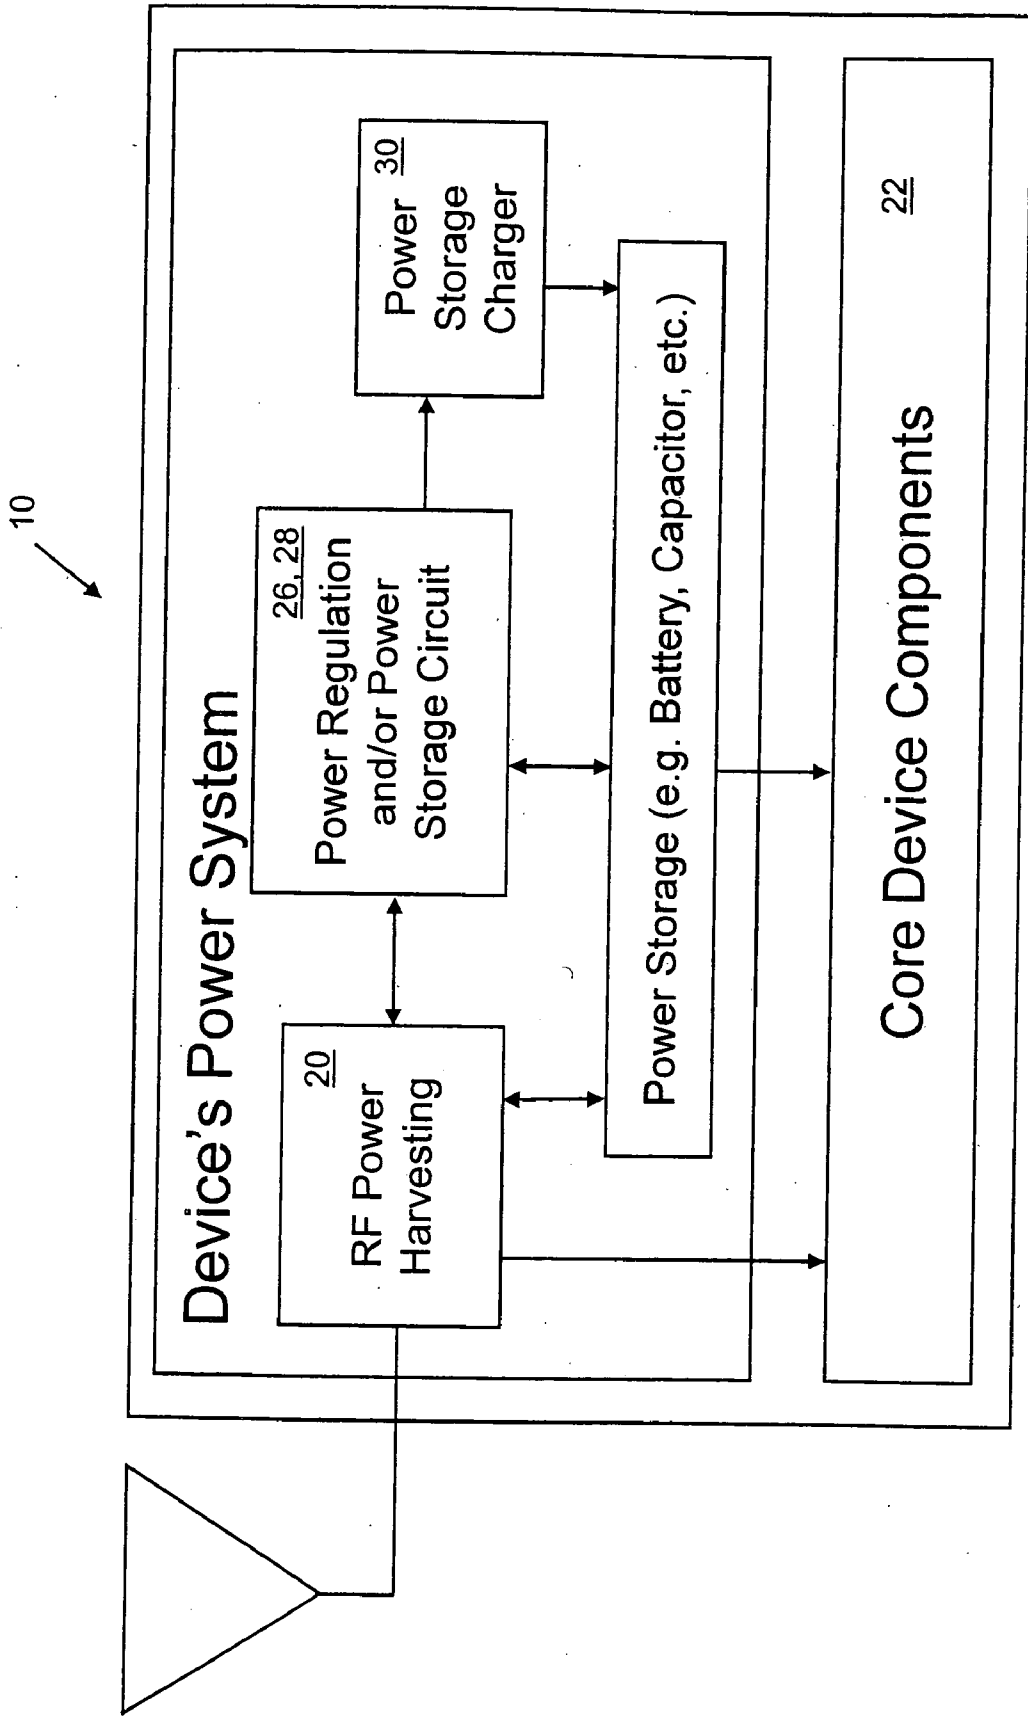 10
Device's Power System
20
RF Power
Harvesting
26, 28
Power Regulation
and/or Power
Storage Circuit
30
Power
Storage
Charger
Power Storage (e.g. Battery, Capacitor, etc.)
22
Core Device Components